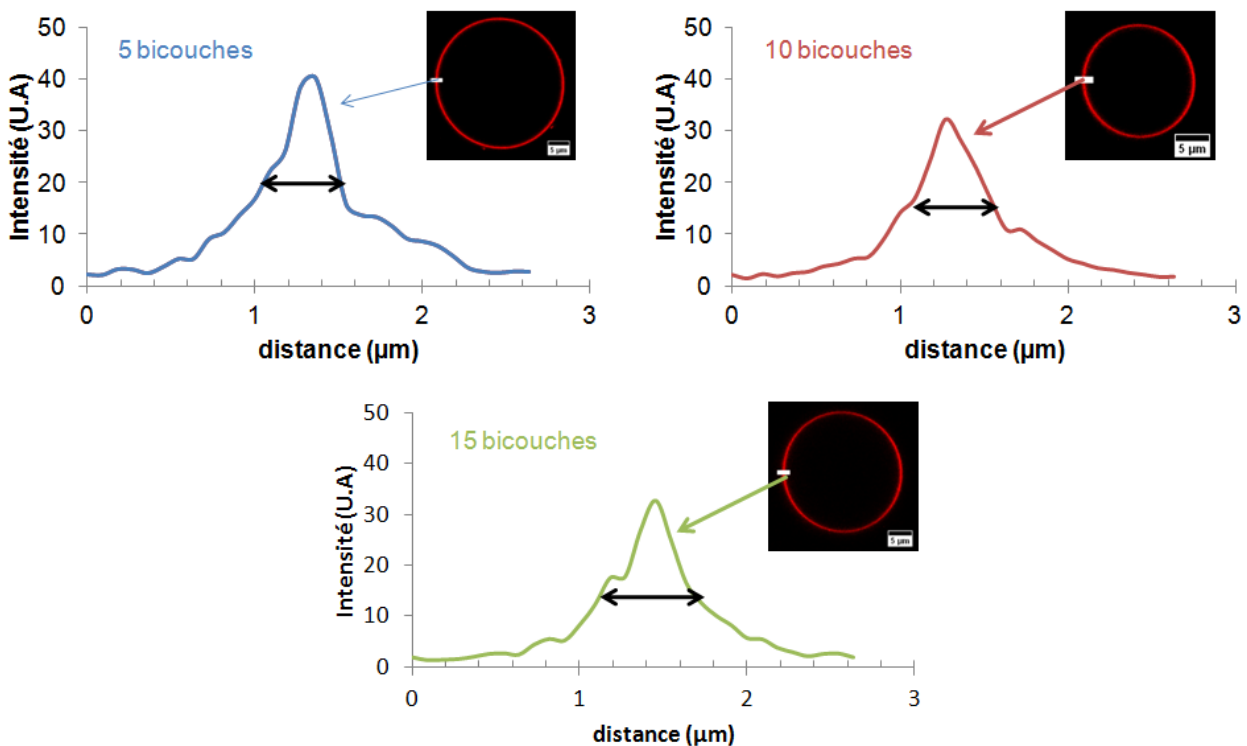 5 bicouches
50
40
30
20
10
0
Intensité (U.A)
0 1 2 3
distance (µm)
5 µm
10 bicouches
50
40
30
20
10
0
Intensité (U.A)
0 1 2 3
distance (µm)
5 µm
15 bicouches
50
40
30
20
10
0
Intensité (U.A)
0 1 2 3
distance (µm)
5 µm